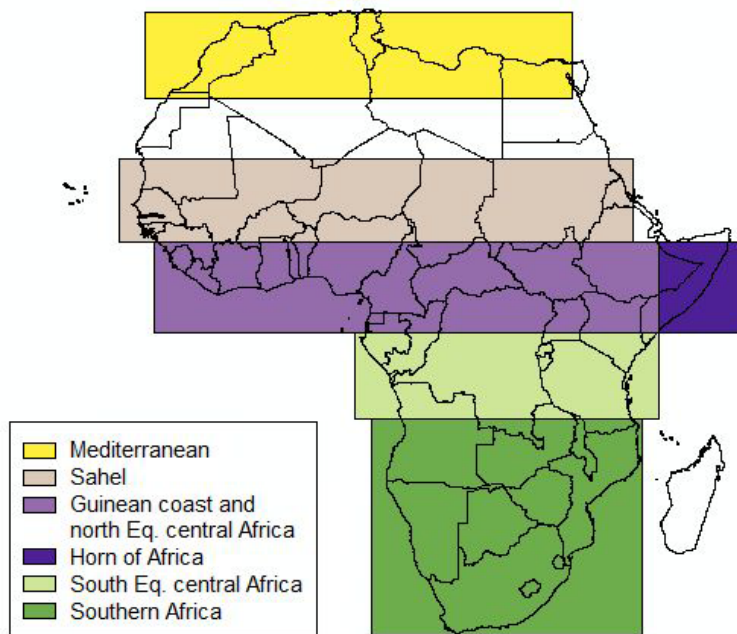 Mediterranean
Sahel
Guinean coast and
north Eq. central Africa
Horn of Africa
South Eq. central Africa
Southern Africa